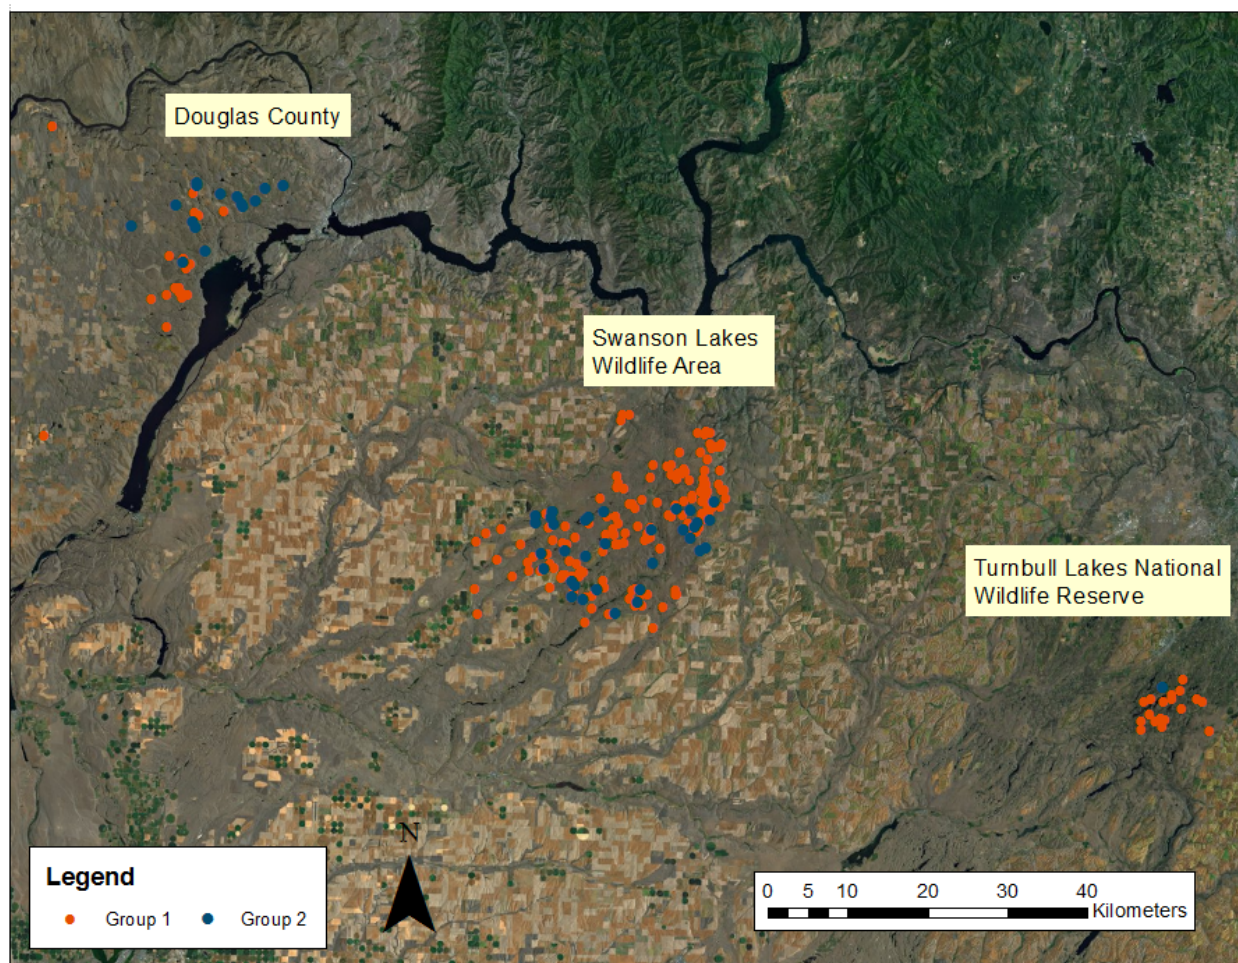 Douglas County
Swanson Lakes
Wildlife Area
Turnbull Lakes National
Wildlife Reserve
N
Legend
Group 1
Group 2
0 5 10 20 30 40
Kilometers